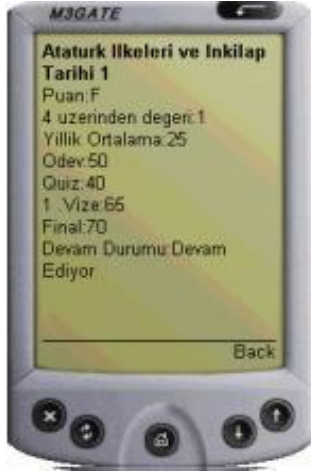 M3GATE
Ataturk Ilkeleri ve Inkilap
Tarihi 1
Puan:F
4 uzerinden degeri:1
Yillik Ortalama:25
Odev:50
Quiz:40
1 .Vize:65
Final:70
Devam Durumu:Devam
Ediyor
Back